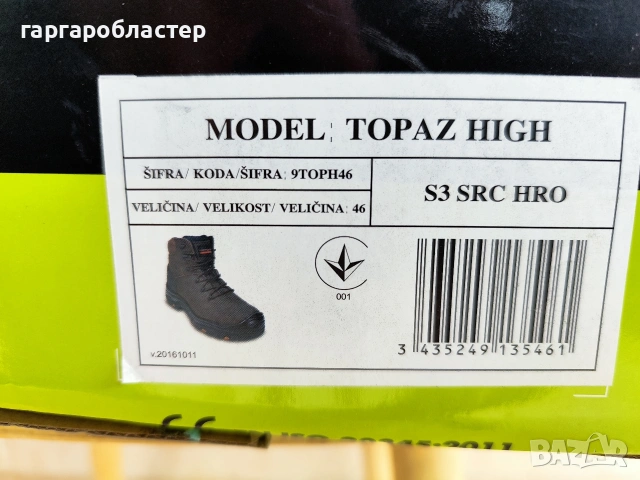 гаргаробластер
MODEL: TOPAZ HIGH
ŠIFRA/ KODA/ŠIFRA: 9TOPH46
S3 SRC HRO
VELIČINA/ VELIKOST/ VELIČINA: 46
001
v.20161011
3 435249 135461
BAZAR